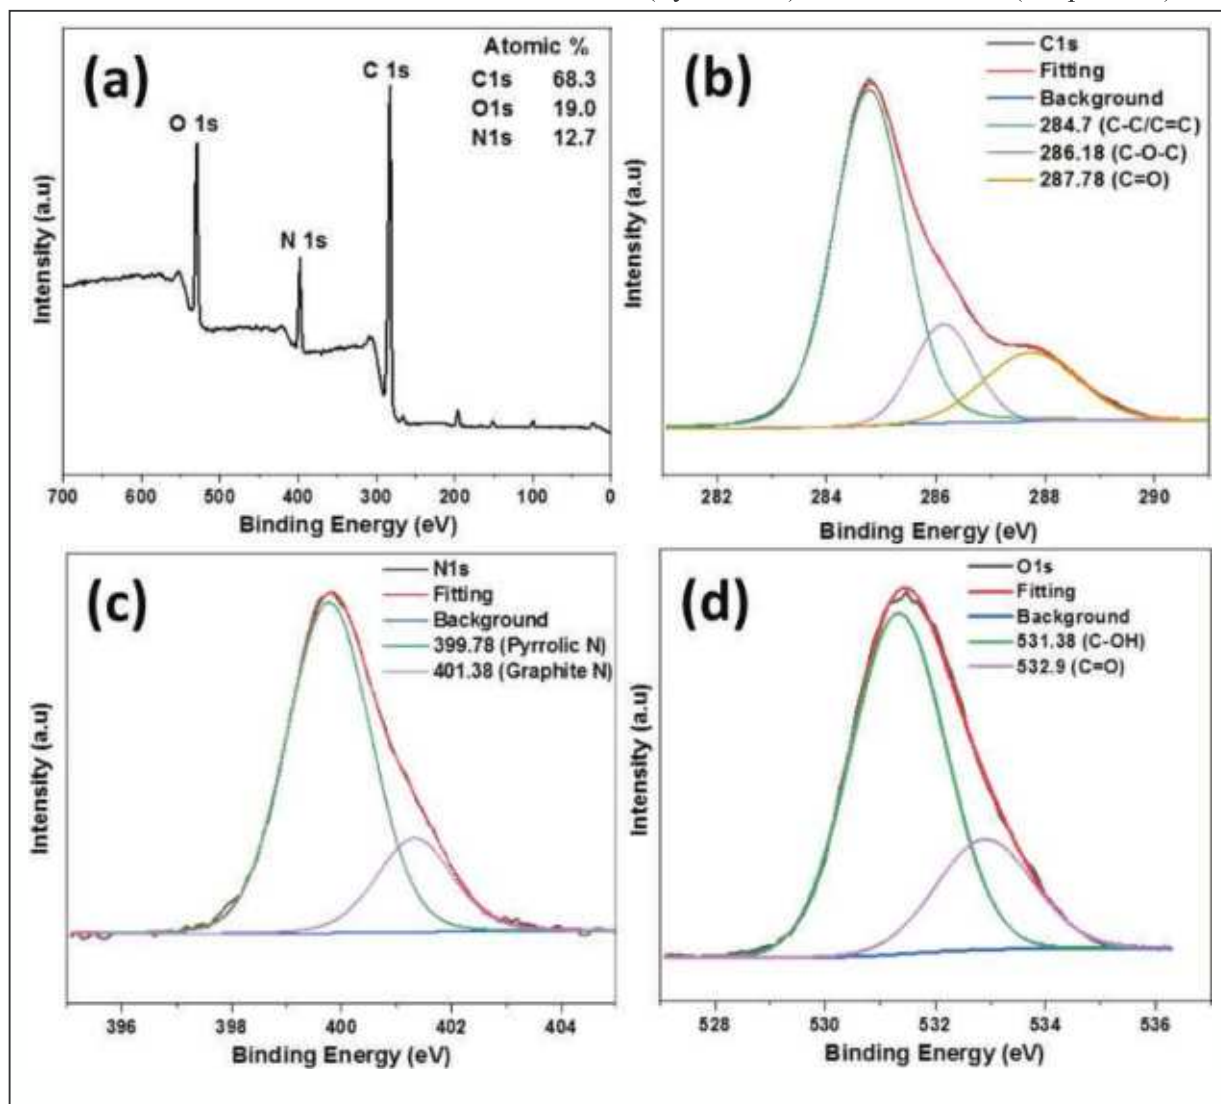 (a)
Atomic %
C1s 68.3
O1s 19.0
N1s 12.7
O 1s
N 1s
C 1s
Intensity (a.u)
700 600 500 400 300 200 100 0
Binding Energy (eV)
(b)
C1s
Fitting
Background
284.7 (C-C/C=C)
286.18 (C-O-C)
287.78 (C=O)
Intensity (a.u)
282 284 286 288 290
Binding Energy (eV)
(c)
N1s
Fitting
Background
399.78 (Pyrrolic N)
401.38 (Graphite N)
Intensity (a.u)
396 398 400 402 404
Binding Energy (eV)
(d)
O1s
Fitting
Background
531.38 (C-OH)
532.9 (C=O)
Intensity (a.u)
528 530 532 534 536
Binding Energy (eV)